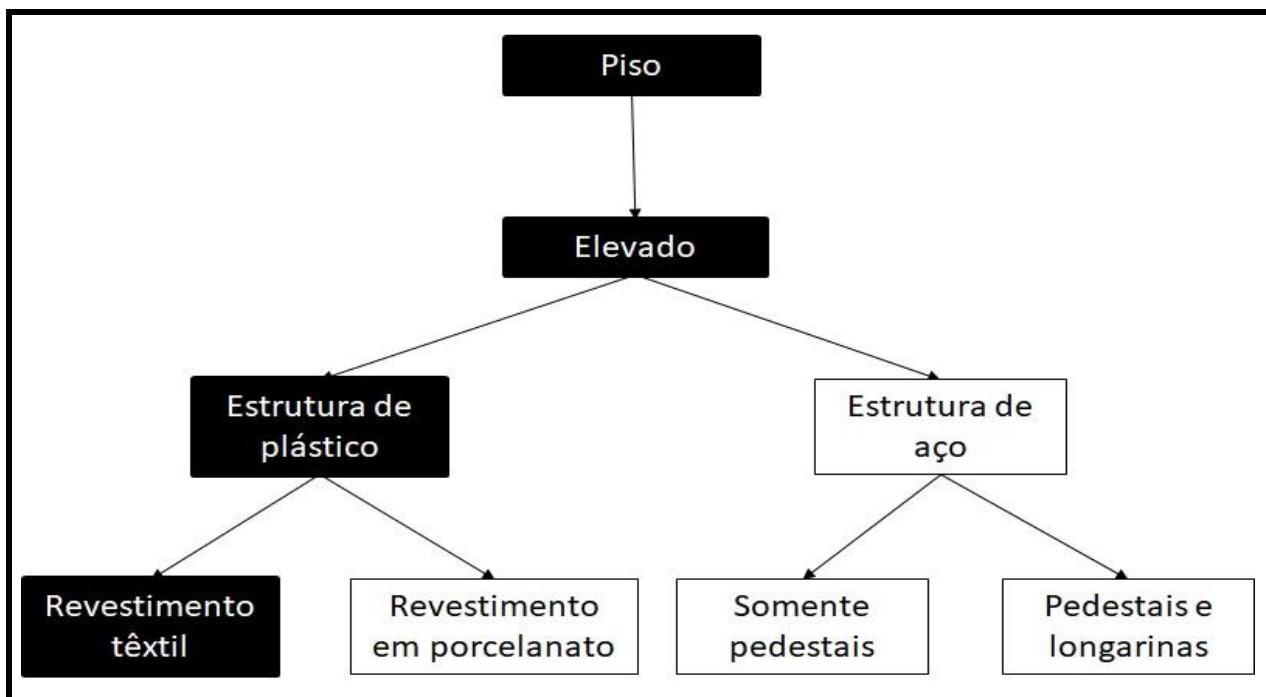 Piso
Elevado
Estrutura de
plástico
Estrutura de
aço
Revestimento
têxtil
Revestimento
em porcelanato
Somente
pedestais
Pedestais e
longarinas